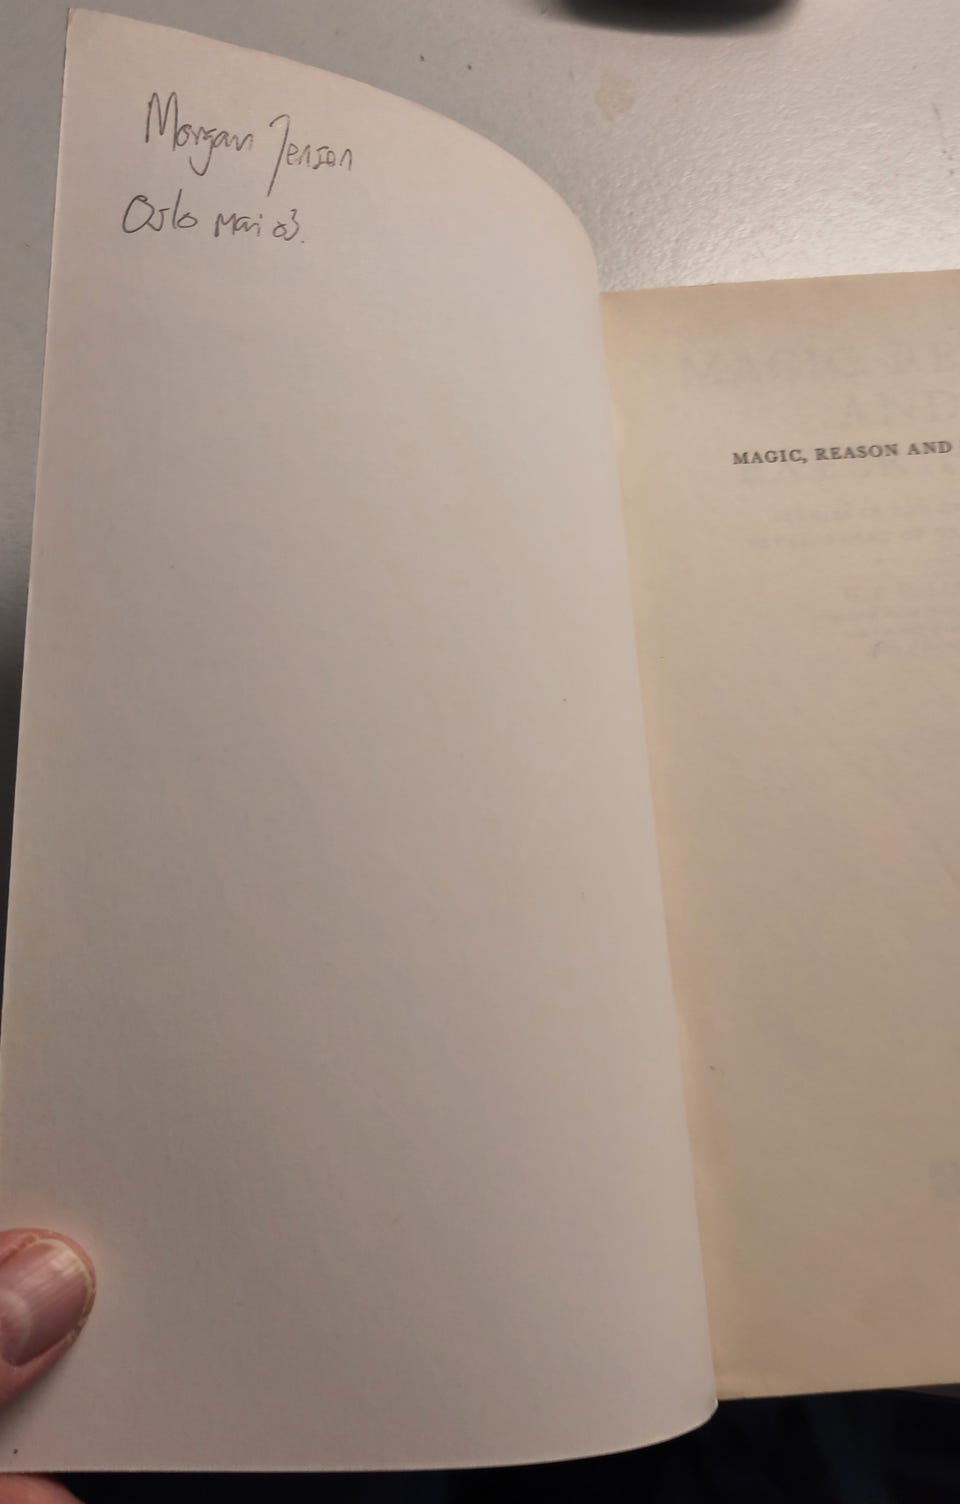 Morgan Jensen
Oslo Mai 03.
MAGIC, REASON AND